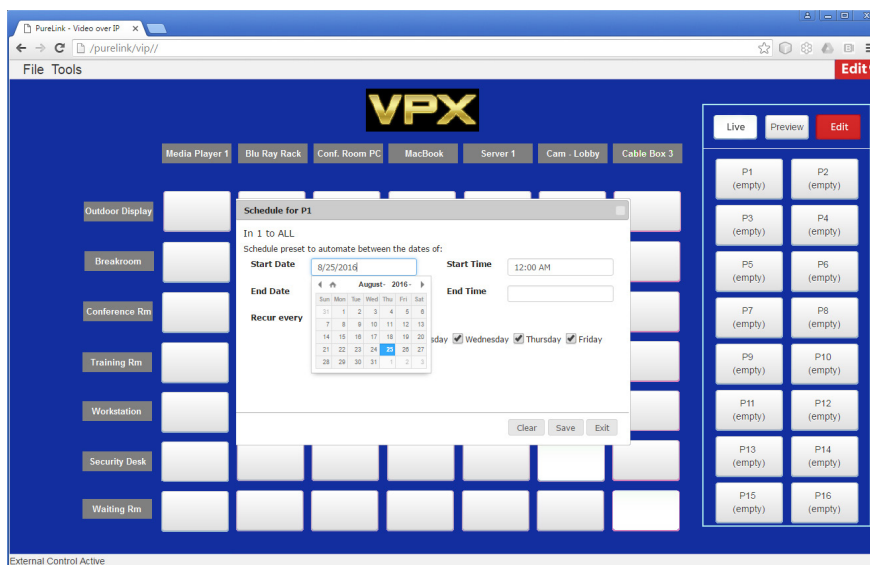 PureLink - Video over IP
/purelink/vip//
File Tools
Edit
VPX
Live Preview Edit
Media Player 1 Blu Ray Rack Conf. Room PC MacBook Server 1 Cam - Lobby Cable Box 3
P1 P2
(empty) (empty)
Outdoor Display
Schedule for P1
P3 P4
(empty) (empty)
In 1 to ALL
Schedule preset to automate between the dates of:
Breakroom
Start Date 8/25/2016 Start Time 12:00 AM
P5 P6
(empty) (empty)
August 2016
End Date End Time
Sun Mon Tue Wed Thu Fri Sat
Conference Rm
31 1 2 3 4 5 6
P7 P8
(empty) (empty)
Recur every
7 8 9 10 11 12 13
14 15 16 17 18 19 20
sday Wednesday Thursday Friday
21 22 23 24 25 26 27
28 29 30 31 1 2 3
Training Rm
P9 P10
(empty) (empty)
Workstation
P11 P12
(empty) (empty)
Clear Save Exit
Security Desk
P13 P14
(empty) (empty)
Waiting Rm
P15 P16
(empty) (empty)
External Control Active